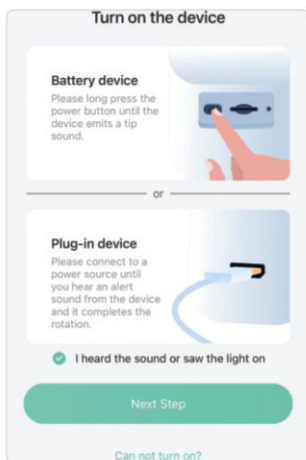 Turn on the device
Battery device
Please long press the
power button until the
device emits a tip
sound.
or
Plug-in device
Please connect to a
power source until
you hear an alert
sound from the device
and it completes the
rotation.
I heard the sound or saw the light on
Next Step
Can not turn on?